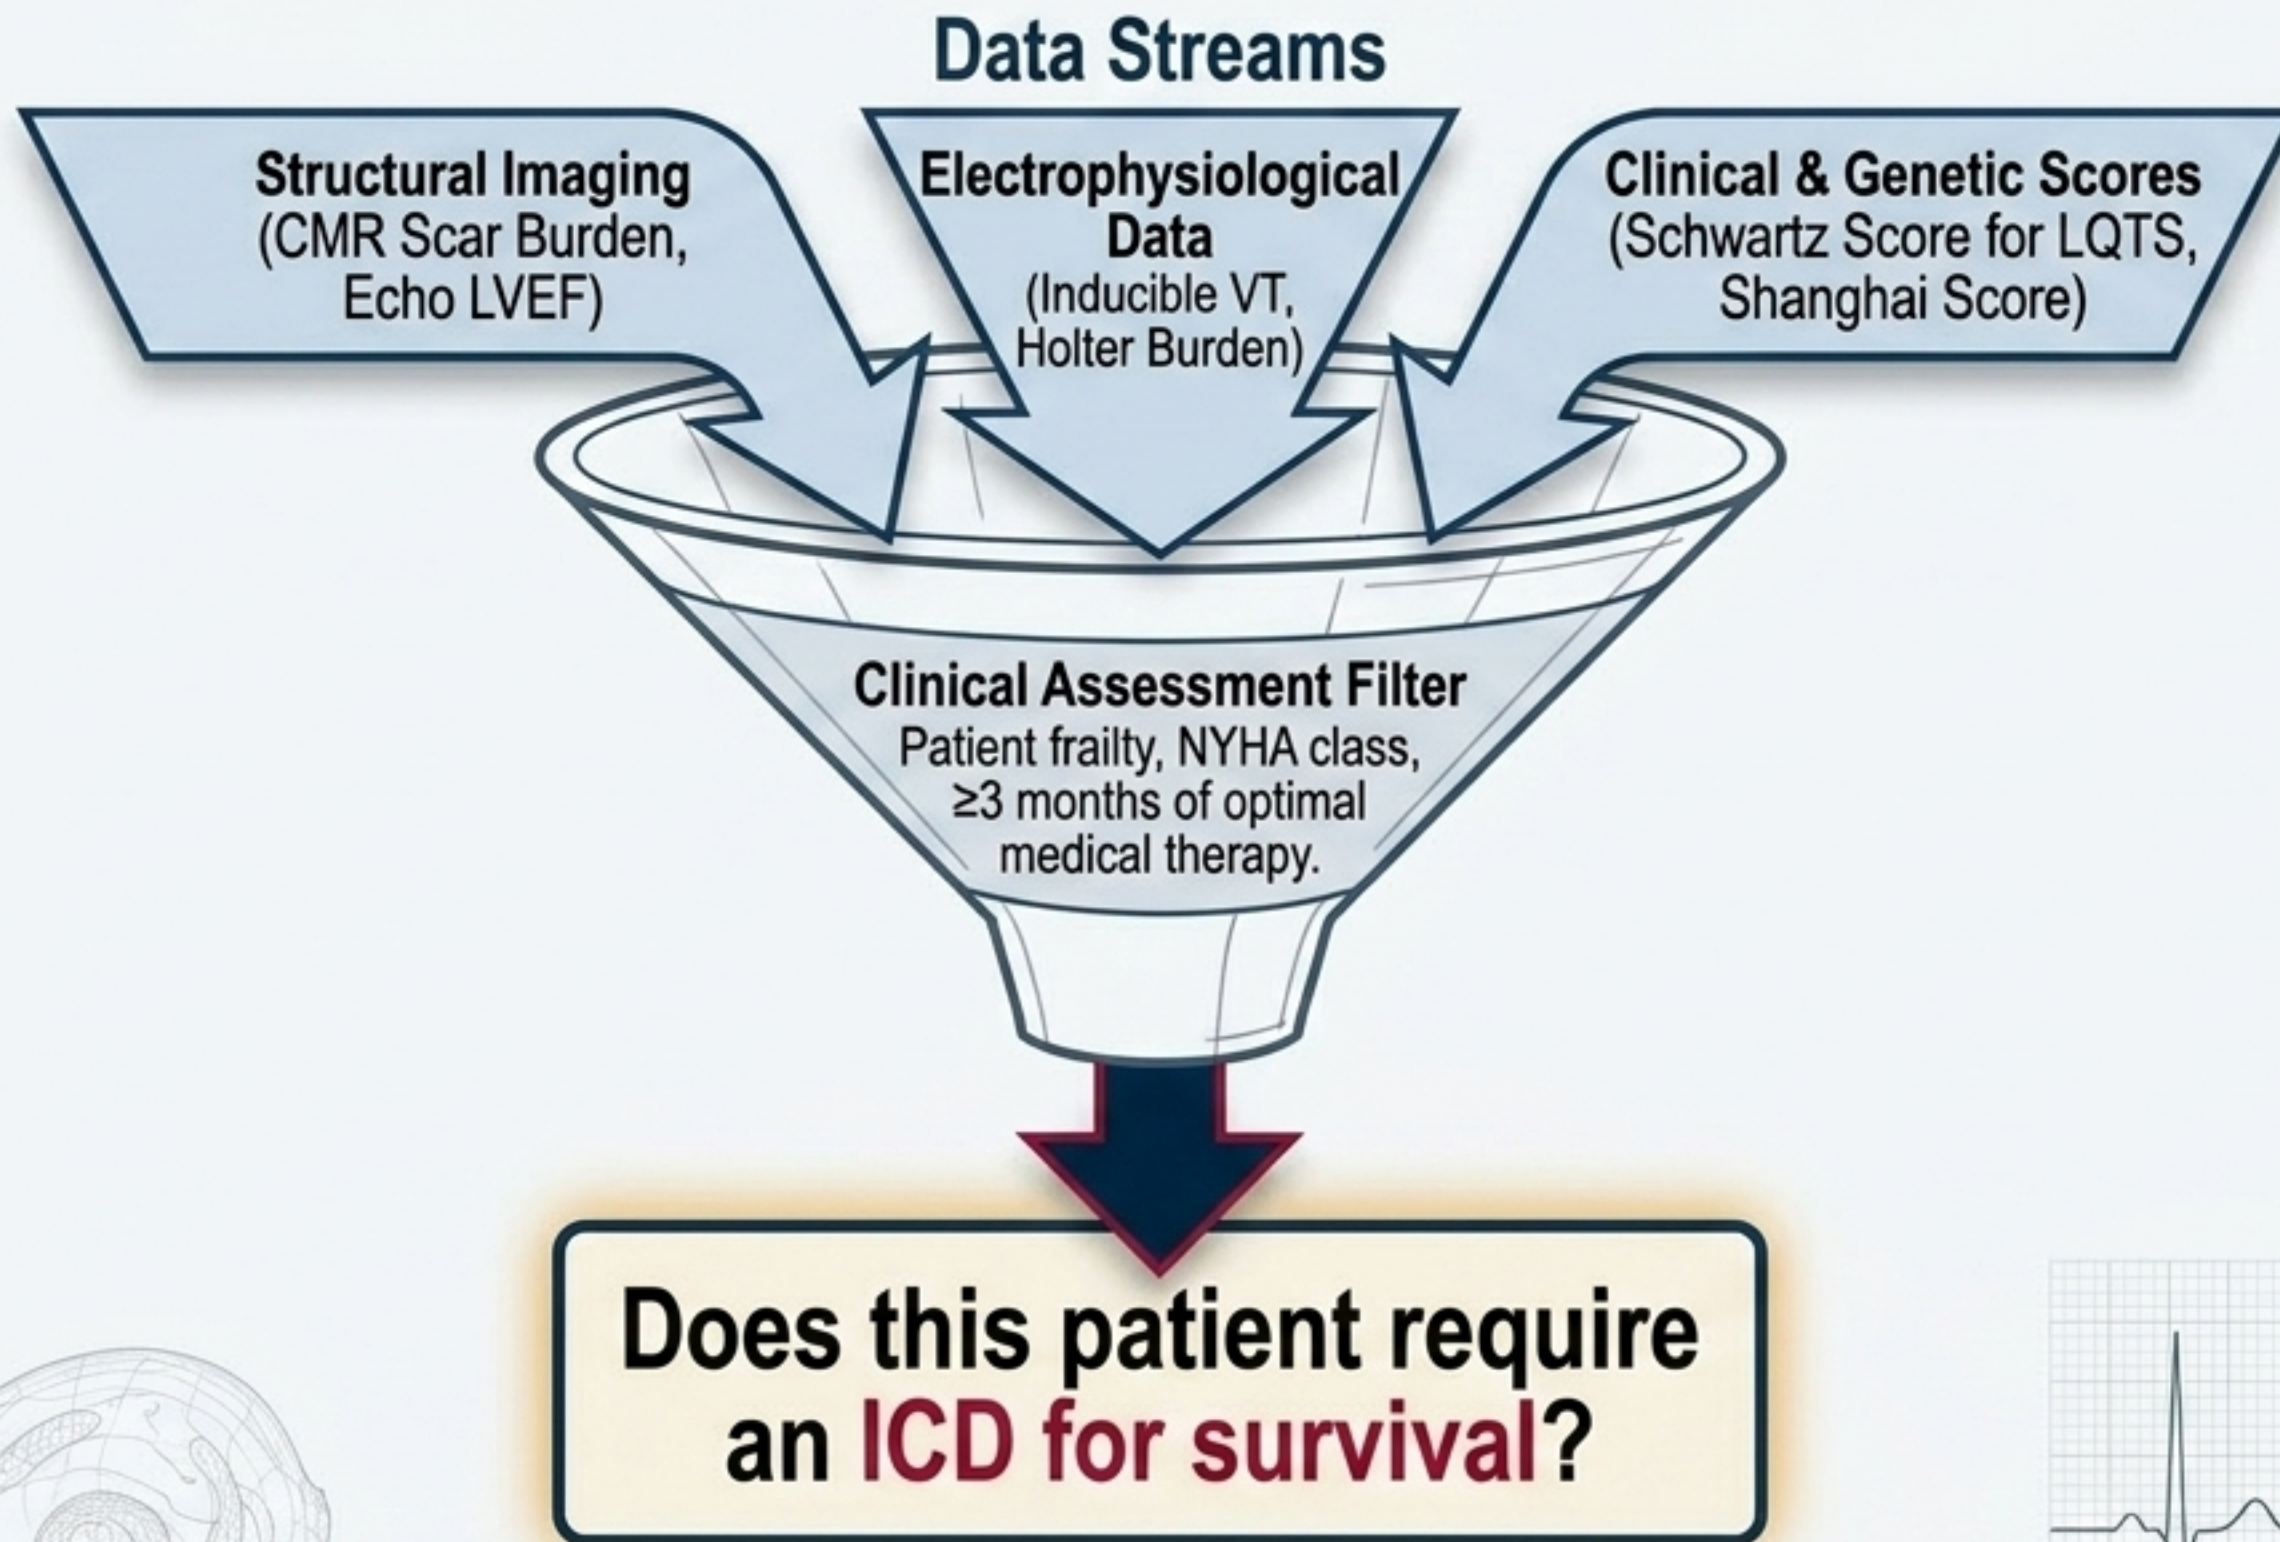 Data Streams
Structural Imaging
(CMR Scar Burden,
Echo LVEF)
Electrophysiological
Data
(Inducible VT,
Holter Burden)
Clinical & Genetic Scores
(Schwartz Score for LQTS,
Shanghai Score)
Clinical Assessment Filter
Patient frailty, NYHA class,
≥3 months of optimal
medical therapy.
Does this patient require
an ICD for survival?